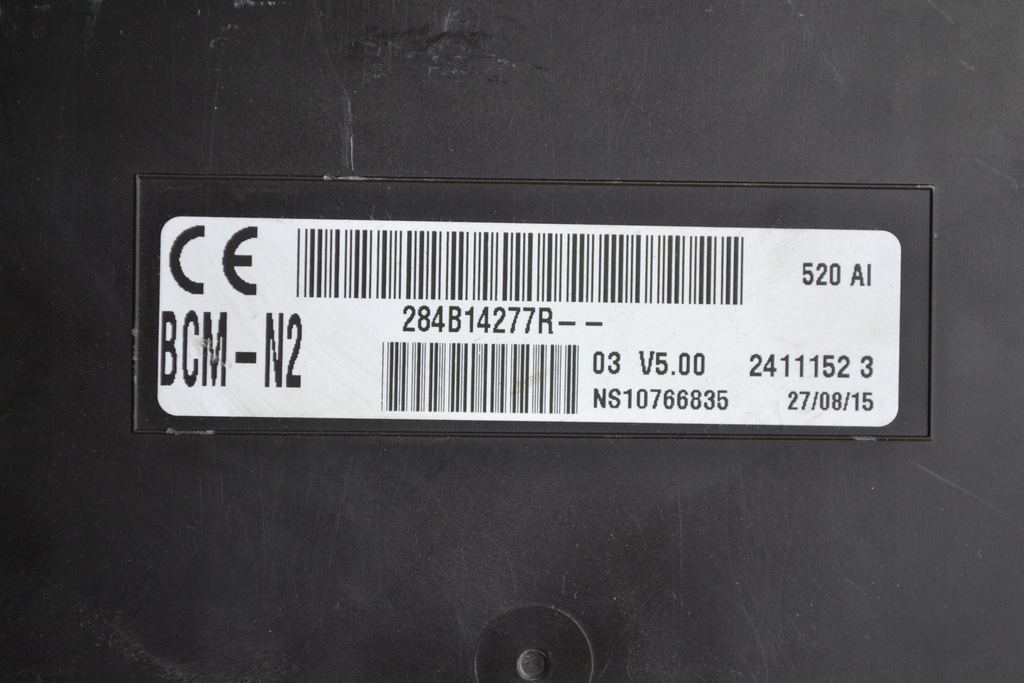 CE
520 AI
284B14277R--
BCM-N2
03 V5.00 2411152 3
NS10766835 27/08/15